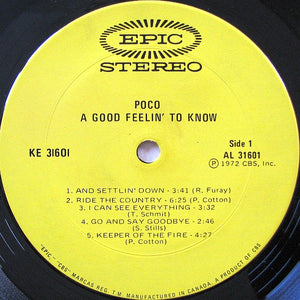 EPIC
STEREO
POCO
A GOOD FEELIN' TO KNOW
KE 31601
Side 1
AL 31601
Ⓟ 1972 CBS, Inc.
1. AND SETTLIN' DOWN - 3:41 (R. Furay)
2. RIDE THE COUNTRY - 6:25 (P. Cotton)
3. I CAN SEE EVERYTHING - 3:32
(T. Schmit)
4. GO AND SAY GOODBYE - 2:46
(S. Stills)
5. KEEPER OF THE FIRE - 4:27
(P. Cotton)
"EPIC" "CBS" MARCAS REG. T.M. MANUFACTURED IN CANADA. A PRODUCT OF CBS